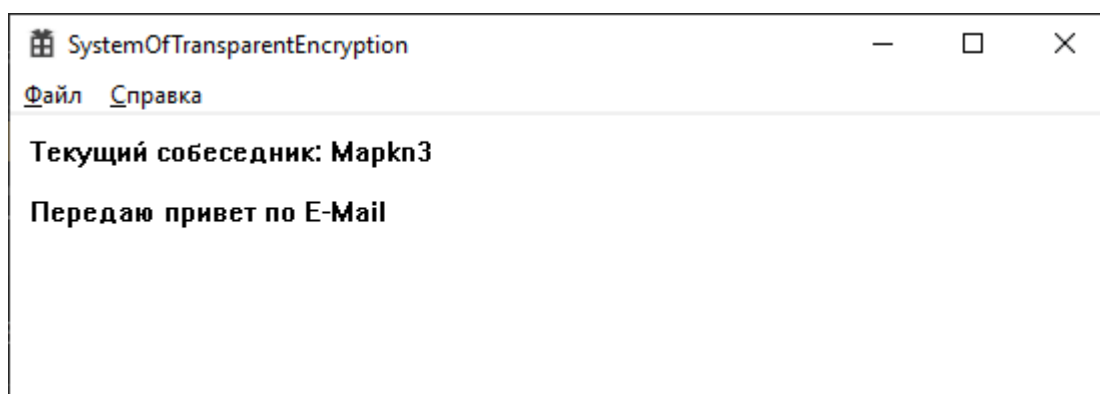 SystemOfTransparentEncryption
Файл Справка
Текущий собеседник: Mapkn3
Передаю привет по E-Mail